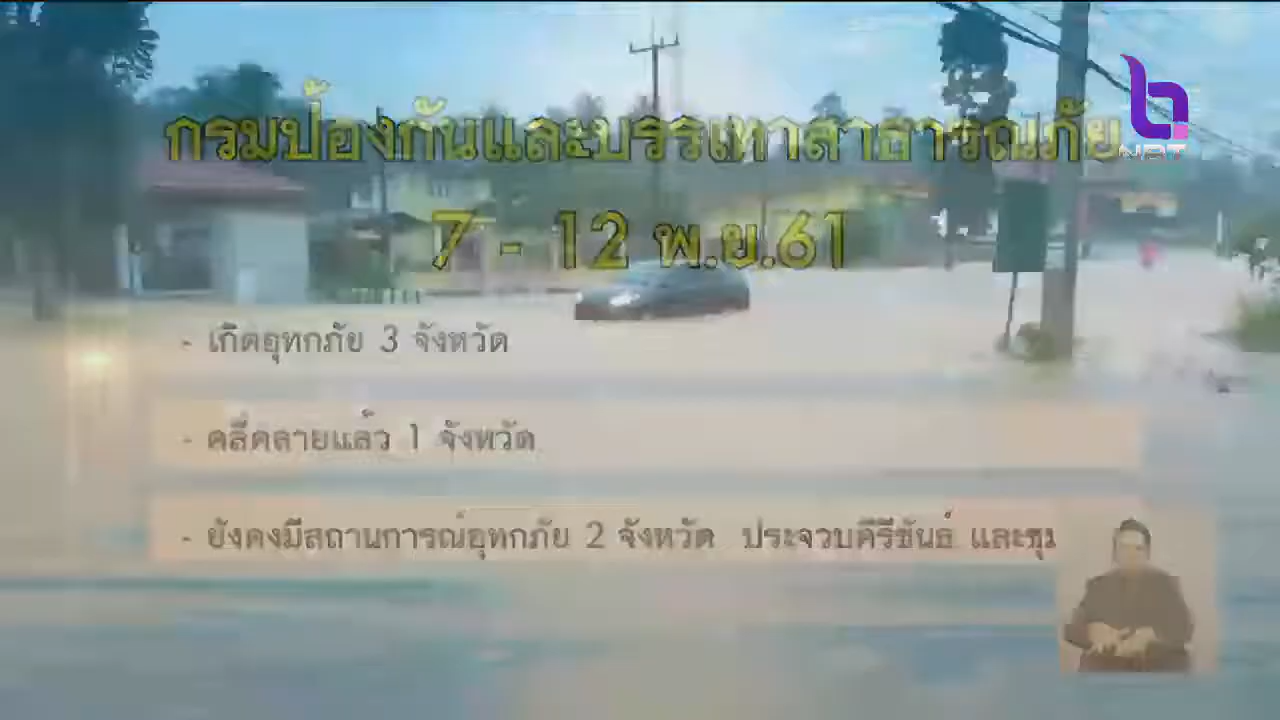 กรมป้องกันและบรรเทาสาธารณภัย
NBT
7 - 12 พ.ย.61
- เกิดอุทกภัย 3 จังหวัด
- คลี่คลายแล้ว 1 จังหวัด
- ยังคงมีสถานการณ์อุทกภัย 2 จังหวัด ประจวบคีรีขันธ์ และชุม